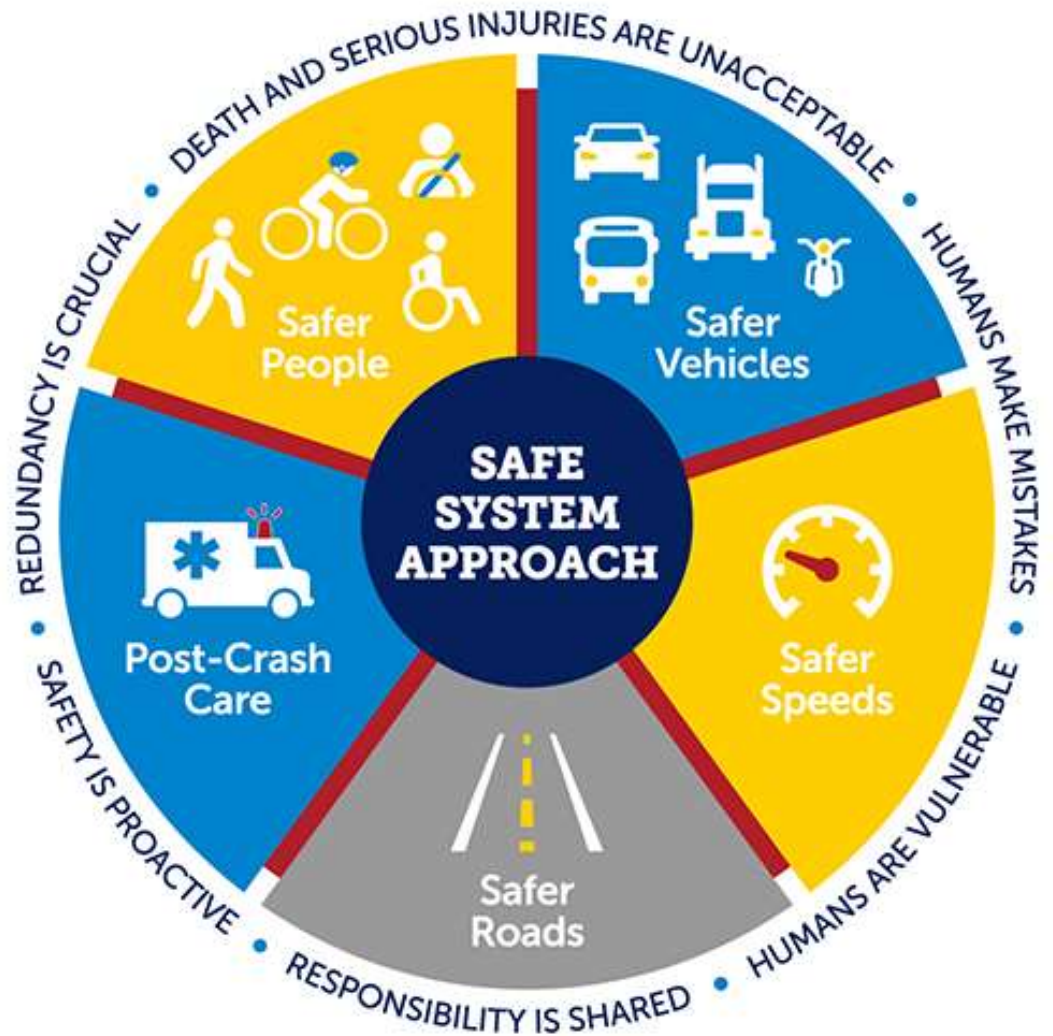 DEATH AND SERIOUS INJURIES ARE UNACCEPTABLE
HUMANS MAKE MISTAKES
HUMANS ARE VULNERABLE
RESPONSIBILITY IS SHARED
SAFETY IS PROACTIVE
REDUNDANCY IS CRUCIAL
Safer
People
Safer
Vehicles
SAFE
SYSTEM
APPROACH
Post-Crash
Care
Safer
Speeds
Safer
Roads